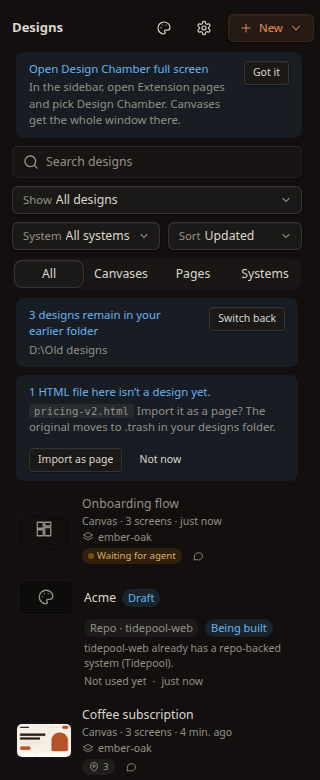 Designs
New
Open Design Chamber full screen
Got it
In the sidebar, open Extension pages
and pick Design Chamber. Canvases
get the whole window there.
Search designs
Show All designs
System All systems
Sort Updated
All
Canvases
Pages
Systems
3 designs remain in your
earlier folder
Switch back
D:\Old designs
1 HTML file here isn't a design yet.
pricing-v2.html Import it as a page? The
original moves to .trash in your designs folder.
Import as page
Not now
Onboarding flow
Canvas · 3 screens · just now
ember-oak
Waiting for agent
Acme Draft
Repo · tidepool-web Being built
tidepool-web already has a repo-backed
system (Tidepool).
Not used yet · just now
Coffee subscription
Canvas · 3 screens · 4 min. ago
ember-oak
3